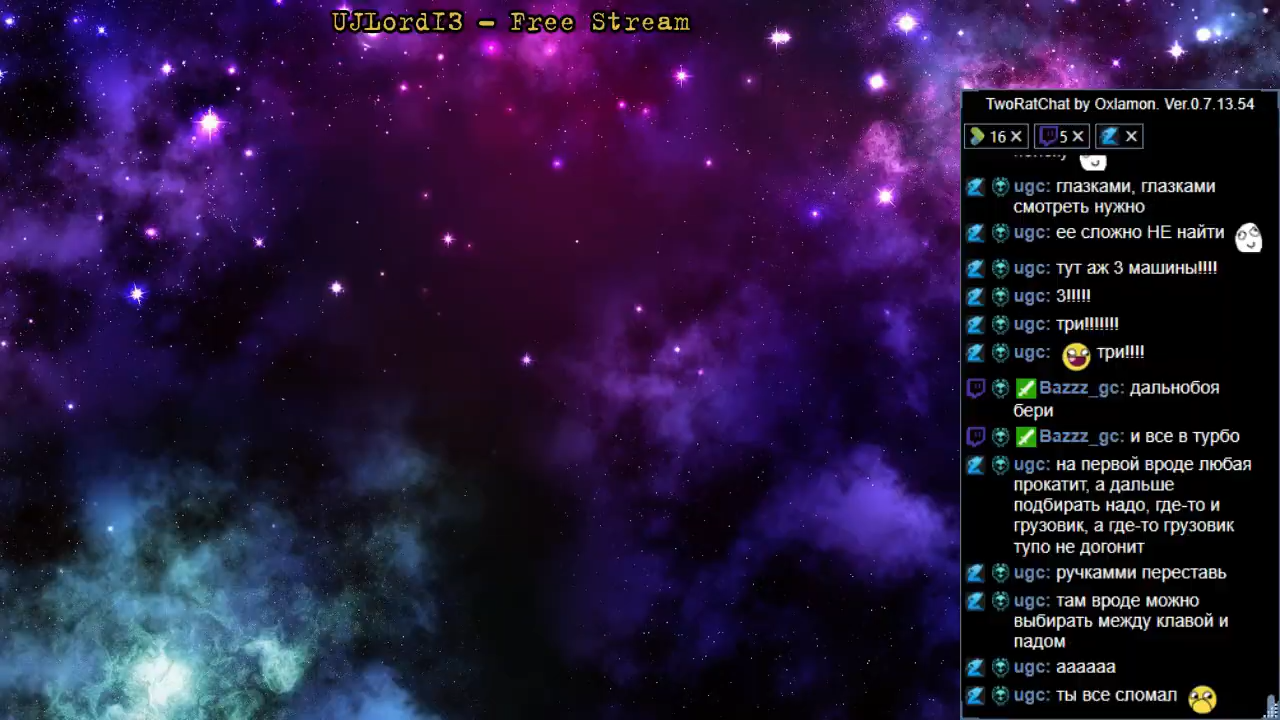 UJLord13 – Free Stream
TwoRatChat by Oxlamon. Ver.0.7.13.54
16 5
ugc: глазками, глазками
смотреть нужно
ugc: ее сложно НЕ найти
ugc: тут аж 3 машины!!!!
ugc: 3!!!!!
ugc: три!!!!!!!
ugc: три!!!!
Bazzz_gc: дальнобоя
бери
Bazzz_gc: и все в турбо
ugc: на первой вроде любая
прокатит, а дальше
подбирать надо, где-то и
грузовик, а где-то грузовик
тупо не догонит
ugc: ручкамми переставь
ugc: там вроде можно
выбирать между клавой и
падом
ugc: аааааа
ugc: ты все сломал